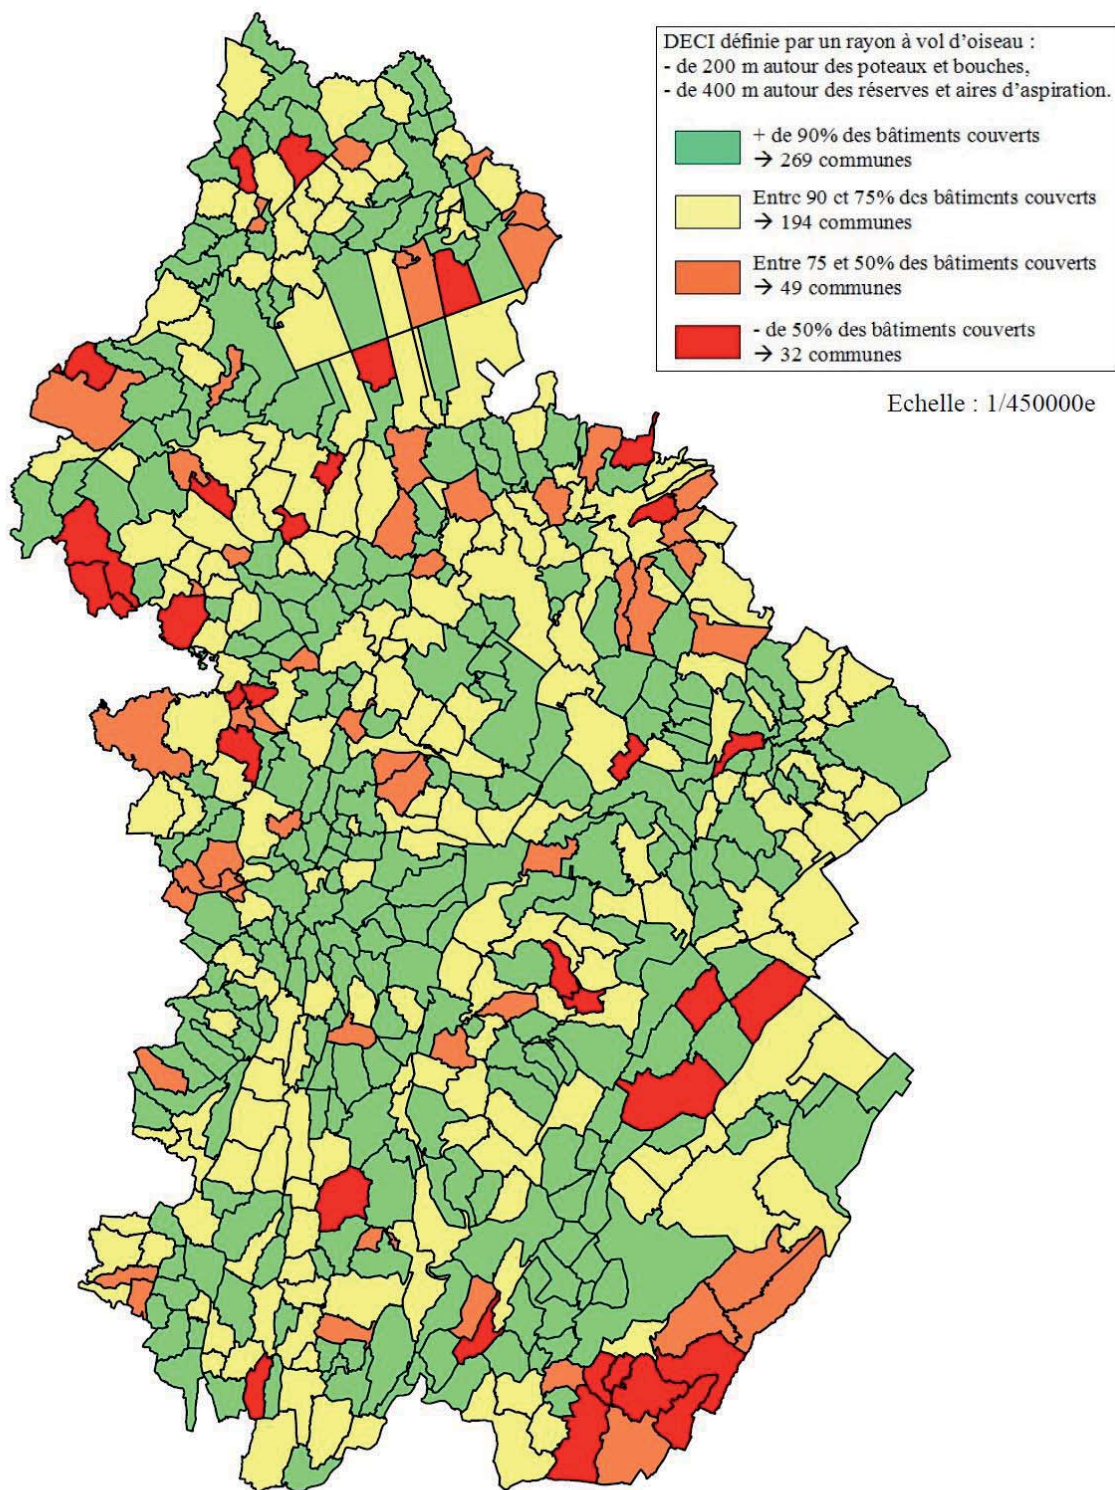 DECI définie par un rayon à vol d’oiseau :
- de 200 m autour des poteaux et bouches,
- de 400 m autour des réserves et aires d’aspiration.
+ de 90% des bâtiments couverts
→ 269 communes
Entre 90 et 75% des bâtiments couverts
→ 194 communes
Entre 75 et 50% des bâtiments couverts
→ 49 communes
- de 50% des bâtiments couverts
→ 32 communes
Echelle : 1/450000e